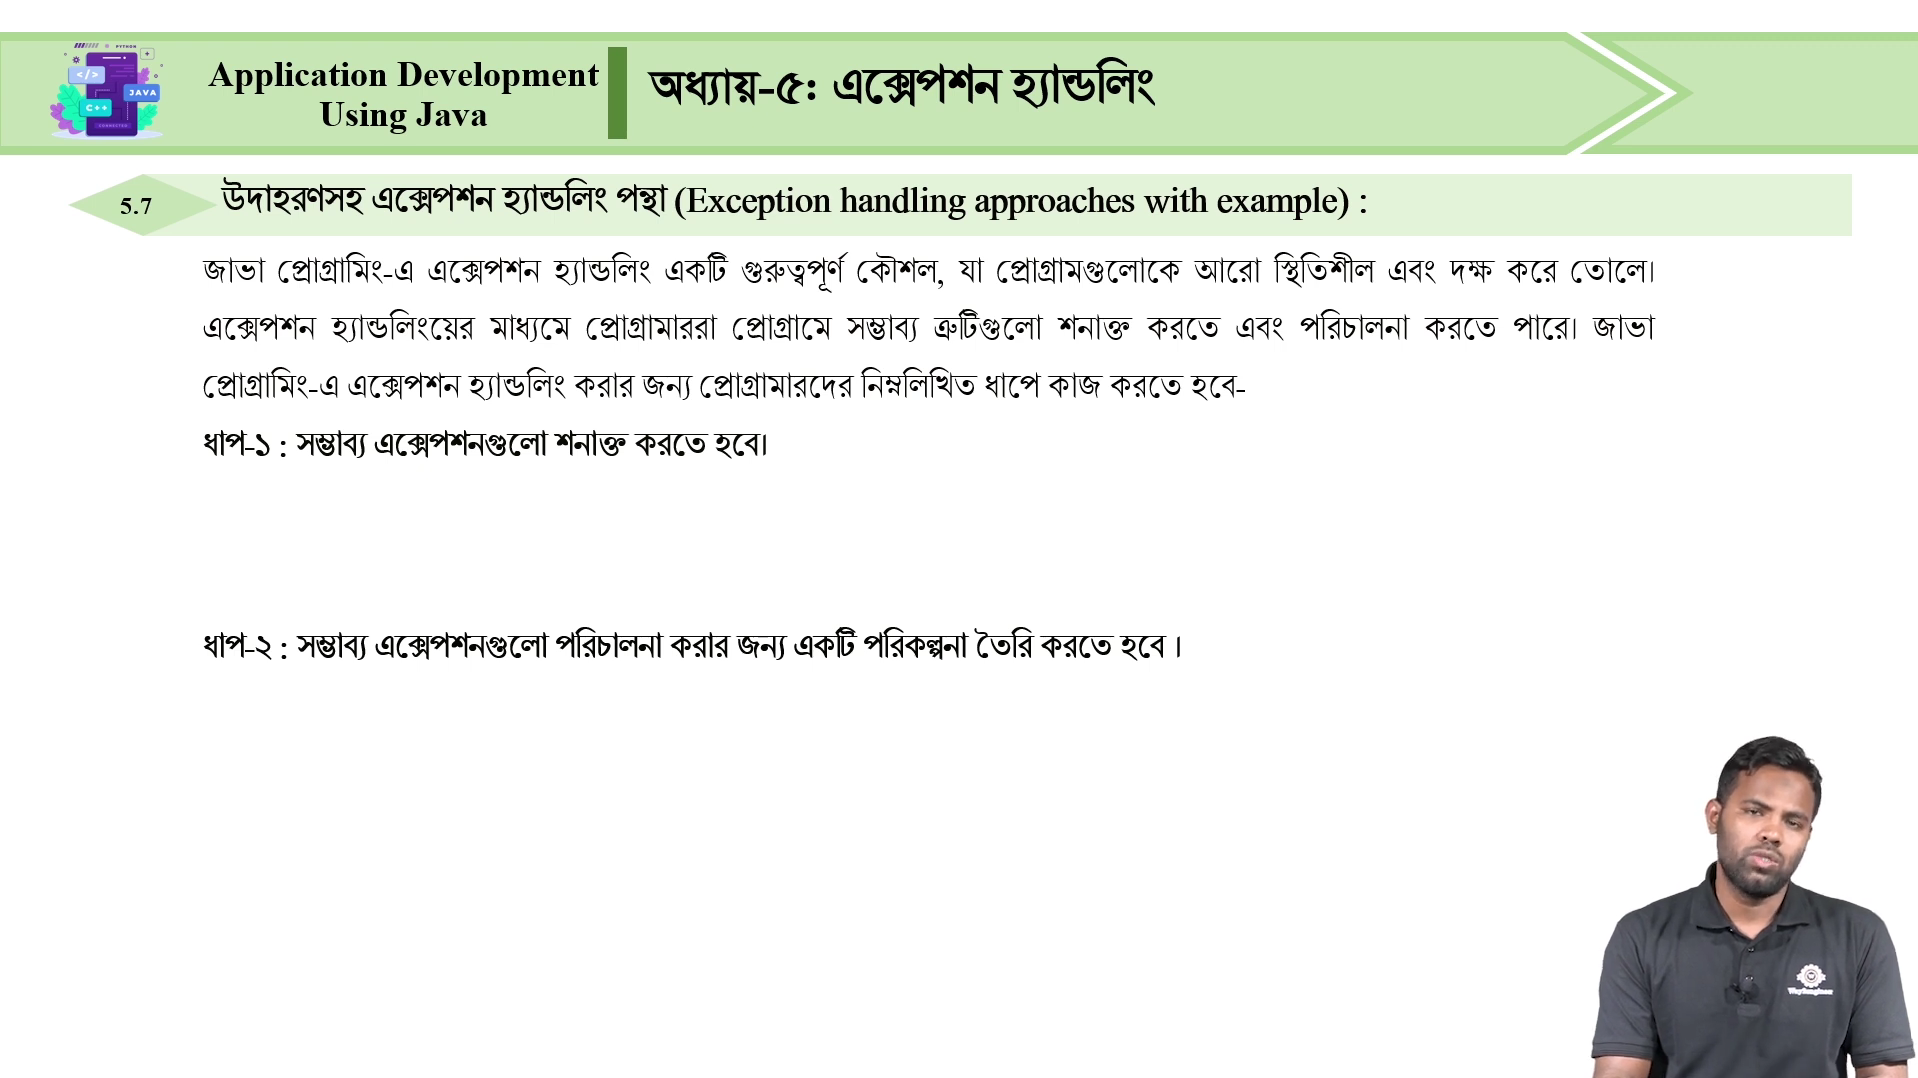 Application Development
Using Java
অধ্যায়-৫: এক্সেপশন হ্যান্ডলিং
PYTHON
</>
JAVA
C++
5.7
উদাহরণসহ এক্সেপশন হ্যান্ডলিং পন্থা (Exception handling approaches with example) :
জাভা প্রোগ্রামিং-এ এক্সেপশন হ্যান্ডলিং একটি গুরুত্বপূর্ণ কৌশল, যা প্রোগ্রামগুলোকে আরো স্থিতিশীল এবং দক্ষ করে তোলে।
এক্সেপশন হ্যান্ডলিংয়ের মাধ্যমে প্রোগ্রামাররা প্রোগ্রামে সম্ভাব্য ত্রুটিগুলো শনাক্ত করতে এবং পরিচালনা করতে পারে। জাভা
প্রোগ্রামিং-এ এক্সেপশন হ্যান্ডলিং করার জন্য প্রোগ্রামারদের নিম্নলিখিত ধাপে কাজ করতে হবে-
ধাপ-১ : সম্ভাব্য এক্সেপশনগুলো শনাক্ত করতে হবে।
ধাপ-২ : সম্ভাব্য এক্সেপশনগুলো পরিচালনা করার জন্য একটি পরিকল্পনা তৈরি করতে হবে ।